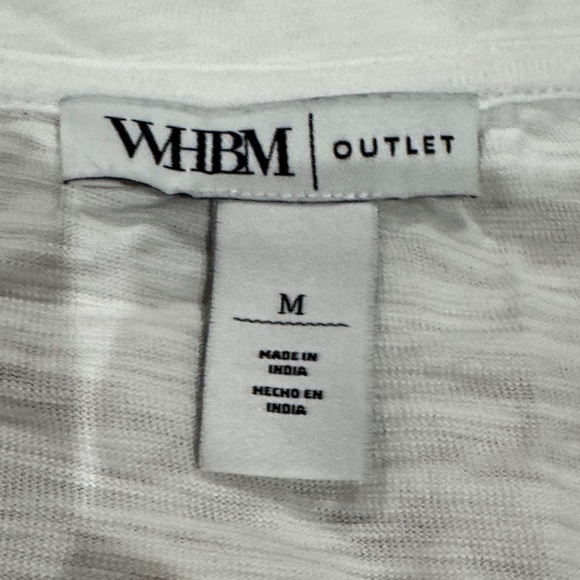 WHBM | OUTLET
M
MADE IN
INDIA
HECHO EN
INDIA